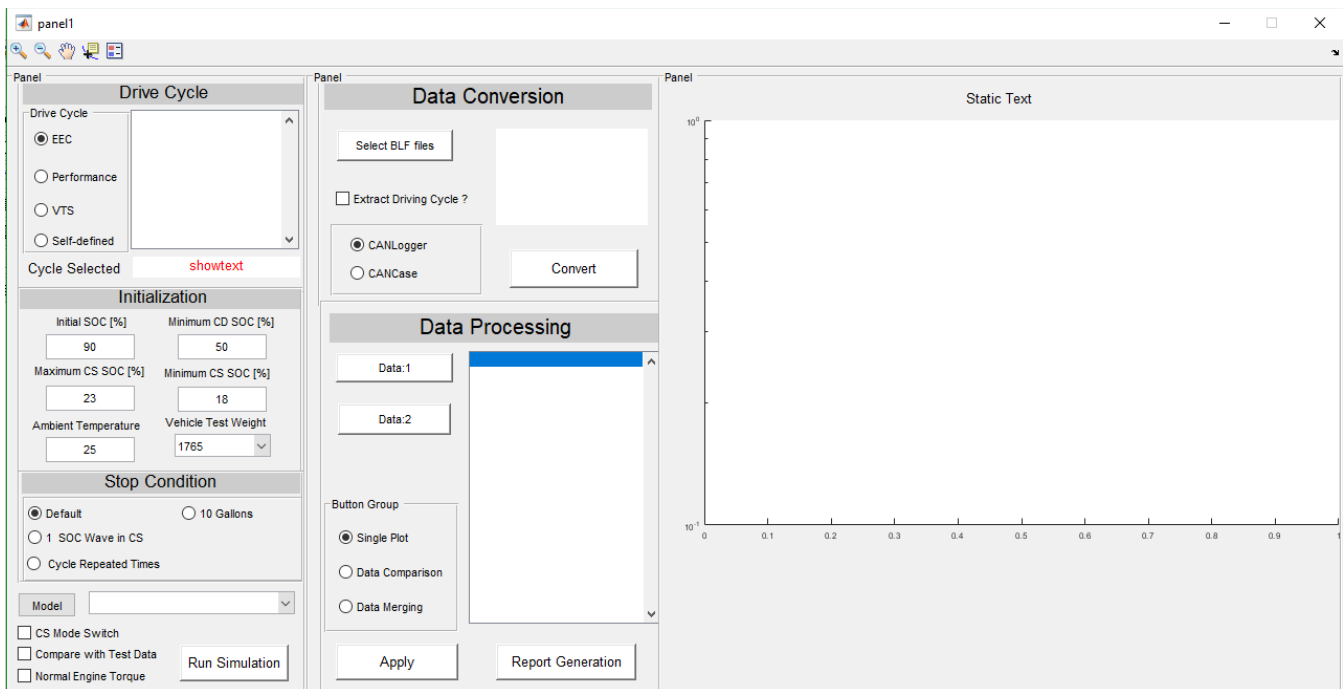 panel1
Panel
Drive Cycle
Drive Cycle
EEC
Performance
VTS
Self-defined
Cycle Selected
showtext
Initialization
Initial SOC [%]
Minimum CD SOC [%]
90
50
Maximum CS SOC [%]
Minimum CS SOC [%]
23
18
Ambient Temperature
Vehicle Test Weight
25
1765
Stop Condition
Default
10 Gallons
1 SOC Wave in CS
Cycle Repeated Times
Model
CS Mode Switch
Compare with Test Data
Normal Engine Torque
Run Simulation
Panel
Data Conversion
Select BLF files
Extract Driving Cycle ?
CANLogger
CANCase
Convert
Data Processing
Data:1
Data:2
Button Group
Single Plot
Data Comparison
Data Merging
Apply
Report Generation
Panel
Static Text
10^0
10^-1
0 0.1 0.2 0.3 0.4 0.5 0.6 0.7 0.8 0.9 1